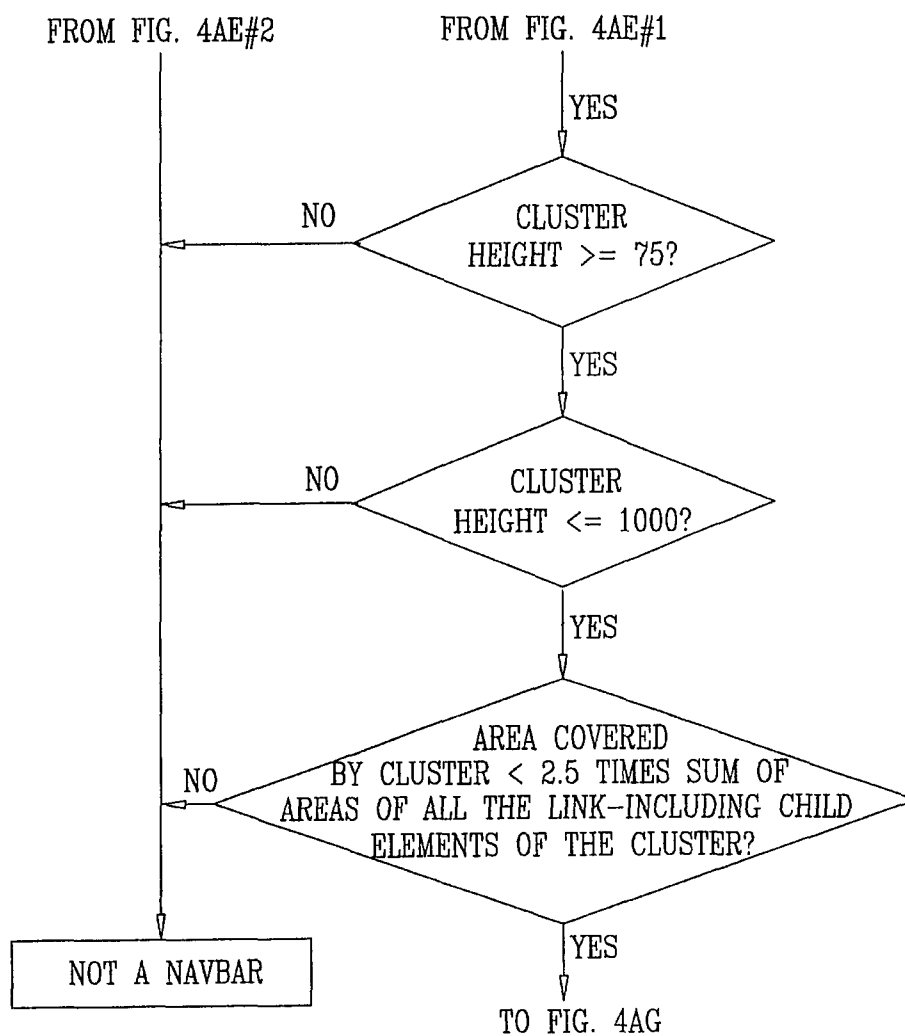 FROM FIG. 4AE#2
FROM FIG. 4AE#1
YES
NO
CLUSTER
HEIGHT >= 75?
YES
NO
CLUSTER
HEIGHT <= 1000?
YES
NO
AREA COVERED
BY CLUSTER < 2.5 TIMES SUM OF
AREAS OF ALL THE LINK-INCLUDING CHILD
ELEMENTS OF THE CLUSTER?
YES
NOT A NAVBAR
TO FIG. 4AG